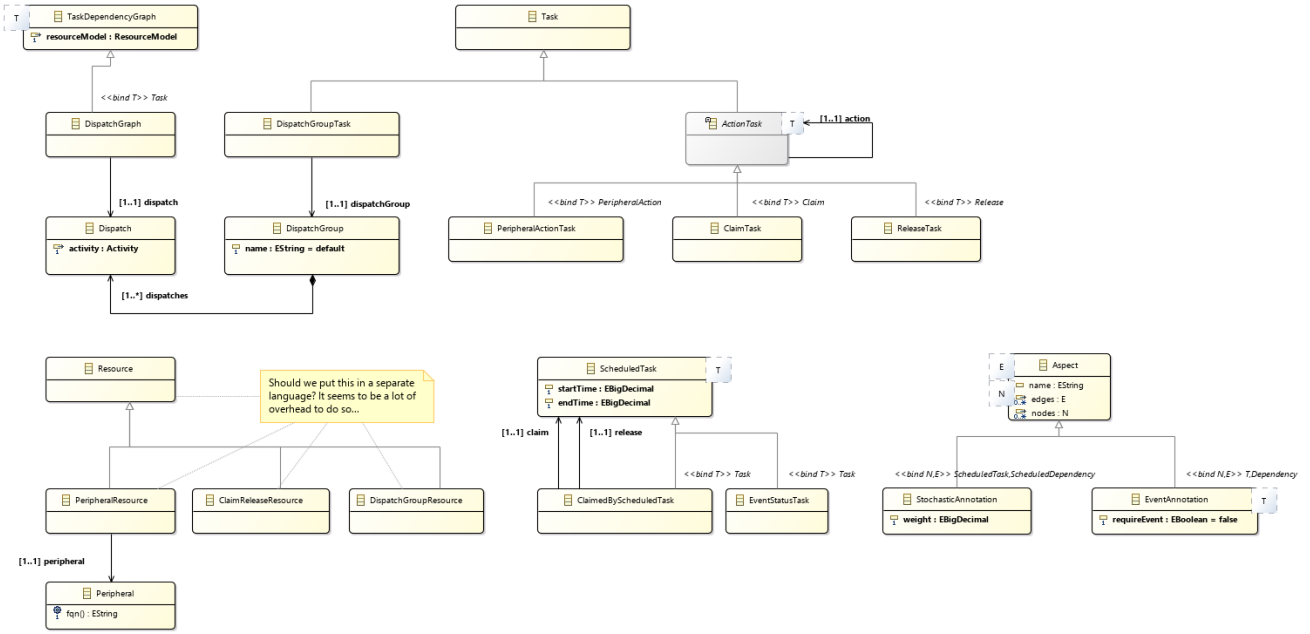 T
TaskDependencyGraph
resourceModel : ResourceModel
Task
<<bind T>> Task
DispatchGraph
DispatchGroupTask
ActionTask
T
[1..1] action
[1..1] dispatch
[1..1] dispatchGroup
<<bind T>> PeripheralAction
<<bind T>> Claim
<<bind T>> Release
Dispatch
activity : Activity
DispatchGroup
name : EString = default
PeripheralActionTask
ClaimTask
ReleaseTask
[1..*] dispatches
Resource
Should we put this in a separate
language? It seems to be a lot of
overhead to do so...
ScheduledTask
T
startTime : EBigDecimal
endTime : EBigDecimal
E
N
Aspect
name : EString
edges : E
0..*
nodes : N
0..*
[1..1] claim
[1..1] release
<<bind T>> Task
<<bind T>> Task
<<bind N,E>> ScheduledTask,ScheduledDependency
<<bind N,E>> T,Dependency
PeripheralResource
ClaimReleaseResource
DispatchGroupResource
ClaimedByScheduledTask
EventStatusTask
StochasticAnnotation
weight : EBigDecimal
EventAnnotation
T
requireEvent : EBoolean = false
[1..1] peripheral
Peripheral
fqn() : EString